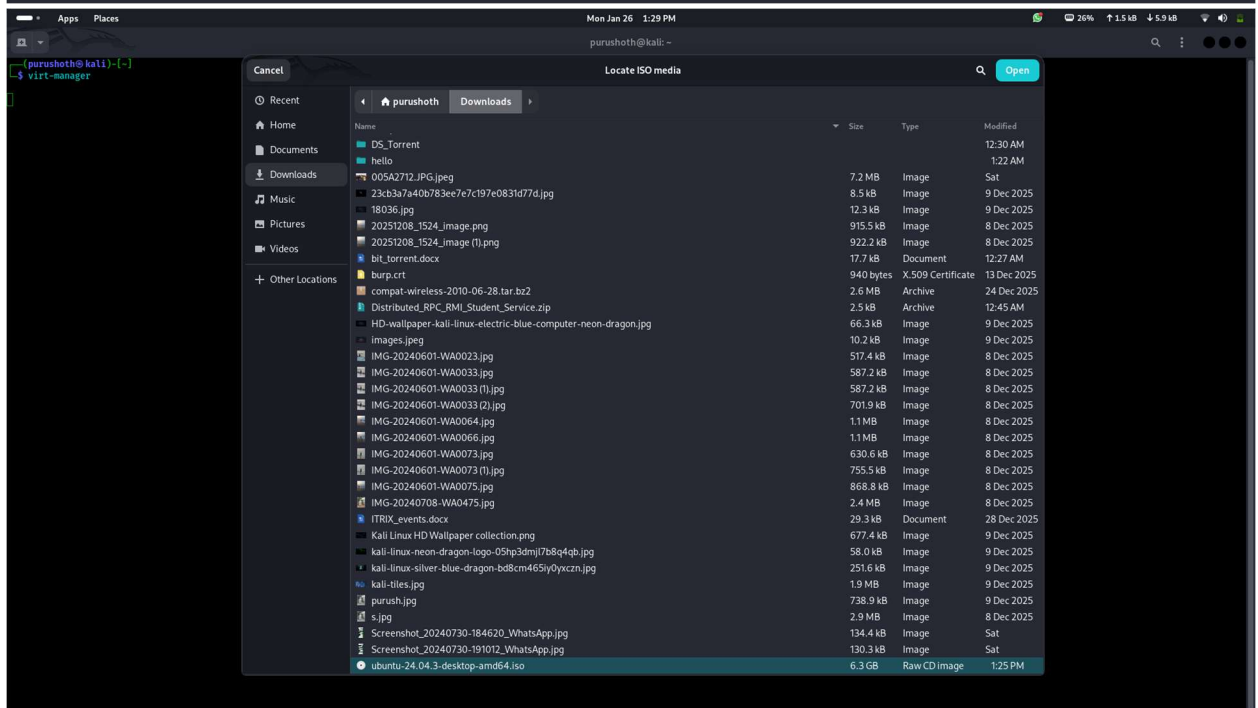 Apps Places Mon Jan 26 1:29 PM 26% ↑ 1.5 kB ↓ 5.9 kB
purushoth@kali: ~
(purushoth㉿kali)-[~]
$ virt-manager
Cancel Locate ISO media Open
Recent
Home
Documents
Downloads
Music
Pictures
Videos
+ Other Locations
purushoth Downloads
Name Size Type Modified
DS_Torrent 12:30 AM
hello 1:22 AM
005A2712.JPG.jpeg 7.2 MB Image Sat
23cb3a7a40b783ee7e7c197e0831d77d.jpg 8.5 kB Image 9 Dec 2025
18036.jpg 12.3 kB Image 9 Dec 2025
20251208_1524_image.png 915.5 kB Image 8 Dec 2025
20251208_1524_image (1).png 922.2 kB Image 8 Dec 2025
bit_torrent.docx 17.7 kB Document 12:27 AM
burp.crt 940 bytes X.509 Certificate 13 Dec 2025
compat-wireless-2010-06-28.tar.bz2 2.6 MB Archive 24 Dec 2025
Distributed_RPC_RMI_Student_Service.zip 2.5 kB Archive 12:45 AM
HD-wallpaper-kali-linux-electric-blue-computer-neon-dragon.jpg 66.3 kB Image 9 Dec 2025
images.jpeg 10.2 kB Image 9 Dec 2025
IMG-20240601-WA0023.jpg 517.4 kB Image 8 Dec 2025
IMG-20240601-WA0033.jpg 587.2 kB Image 8 Dec 2025
IMG-20240601-WA0033 (1).jpg 587.2 kB Image 8 Dec 2025
IMG-20240601-WA0033 (2).jpg 701.9 kB Image 8 Dec 2025
IMG-20240601-WA0064.jpg 1.1 MB Image 8 Dec 2025
IMG-20240601-WA0066.jpg 1.1 MB Image 8 Dec 2025
IMG-20240601-WA0073.jpg 630.6 kB Image 8 Dec 2025
IMG-20240601-WA0073 (1).jpg 755.5 kB Image 8 Dec 2025
IMG-20240601-WA0075.jpg 868.8 kB Image 8 Dec 2025
IMG-20240708-WA0475.jpg 2.4 MB Image 8 Dec 2025
ITRIX_events.docx 29.3 kB Document 28 Dec 2025
Kali Linux HD Wallpaper collection.png 677.4 kB Image 9 Dec 2025
kali-linux-neon-dragon-logo-05hp3dmjl7b8q4qb.jpg 58.0 kB Image 9 Dec 2025
kali-linux-silver-blue-dragon-bd8cm465iy0yxczn.jpg 251.6 kB Image 9 Dec 2025
kali-tiles.jpg 1.9 MB Image 9 Dec 2025
purush.jpg 738.9 kB Image 9 Dec 2025
s.jpg 2.9 MB Image 8 Dec 2025
Screenshot_20240730-184620_WhatsApp.jpg 134.4 kB Image Sat
Screenshot_20240730-191012_WhatsApp.jpg 130.3 kB Image Sat
ubuntu-24.04.3-desktop-amd64.iso 6.3 GB Raw CD image 1:25 PM